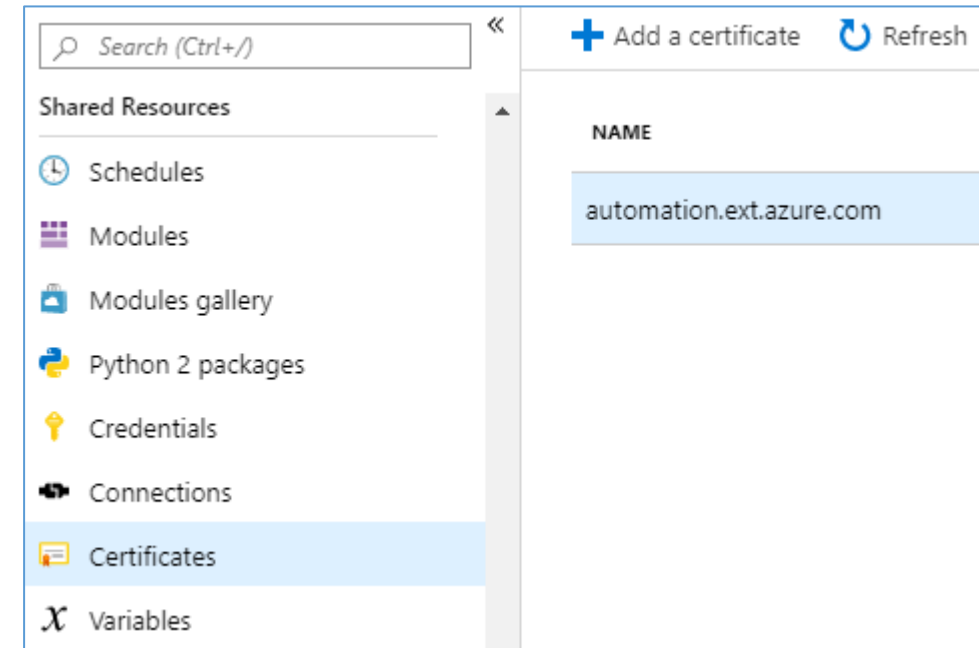 Search (Ctrl+/)
«
Shared Resources
Schedules
Modules
Modules gallery
Python 2 packages
Credentials
Connections
Certificates
X Variables
Add a certificate
Refresh
NAME
automation.ext.azure.com